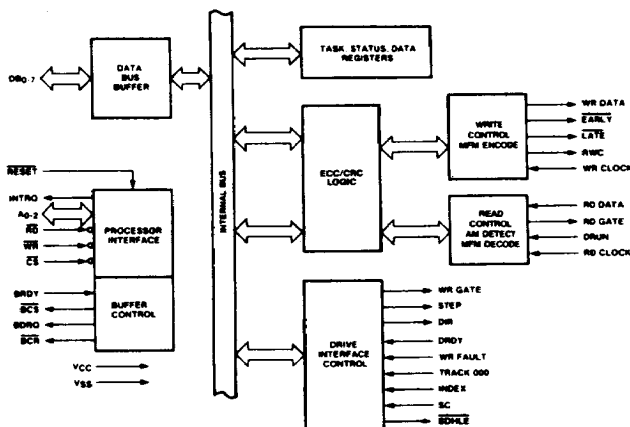 DB0-7
DATA
BUS
BUFFER
TASK, STATUS, DATA
REGISTERS
WR DATA
EARLY
LATE
RWC
WR CLOCK
WRITE
CONTROL
MFM ENCODE
ECC/CRC
LOGIC
INTERNAL BUS
RESET
INTRQ
A0-2
RD
WR
CS
PROCESSOR
INTERFACE
BRDY
BCS
BDRQ
BCR
BUFFER
CONTROL
VCC
VSS
READ
CONTROL
AM DETECT
MFM DECODE
RD DATA
RD GATE
DRUN
RD CLOCK
DRIVE
INTERFACE
CONTROL
WR GATE
STEP
DIR
DRDY
WR FAULT
TRACK 000
INDEX
SC
SDHLE